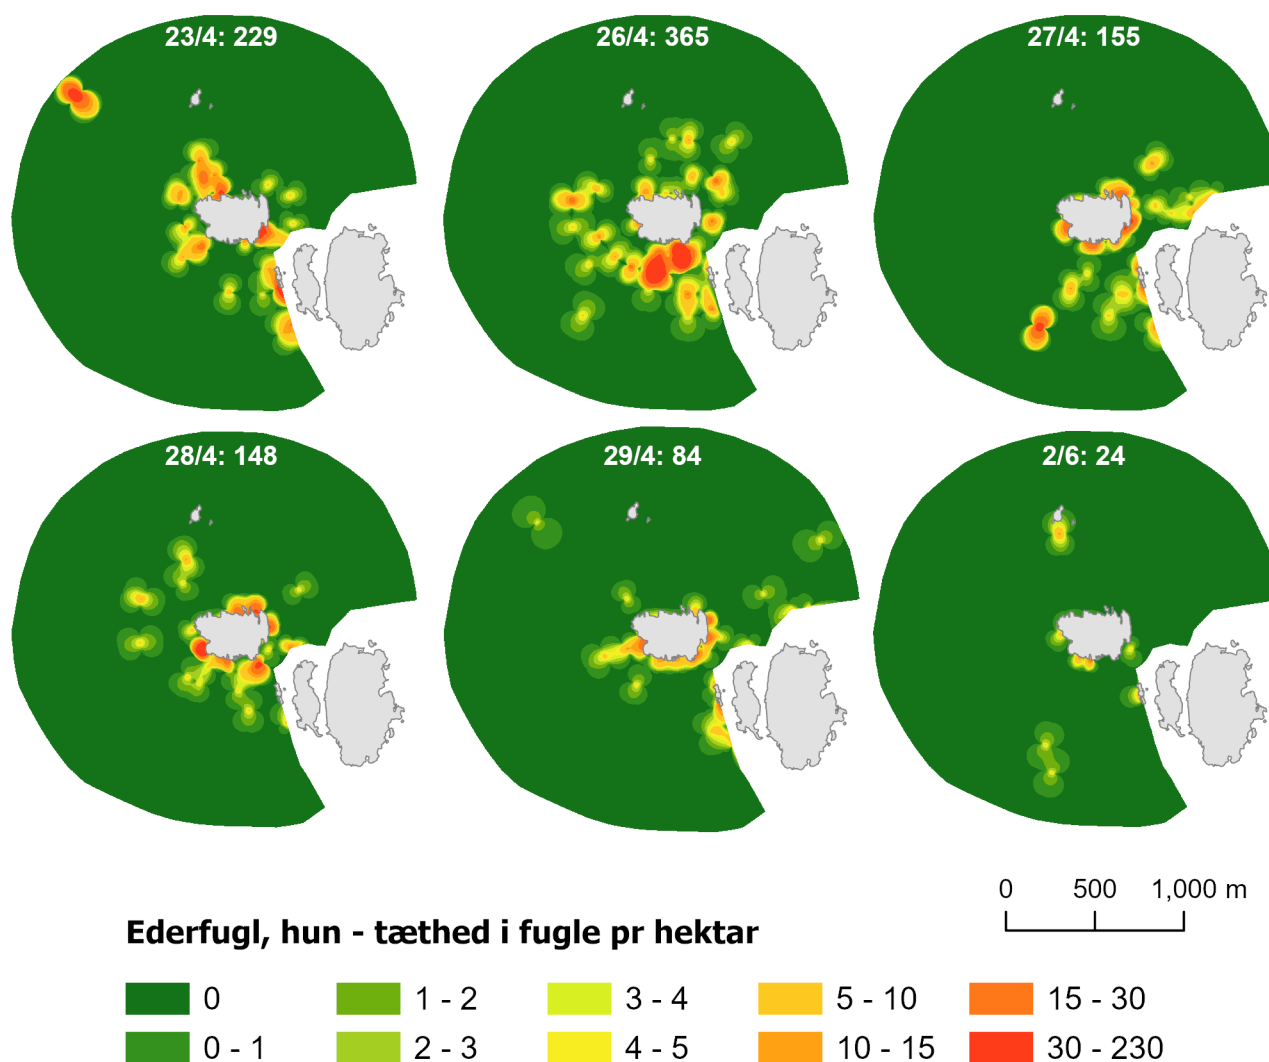 23/4: 229
26/4: 365
27/4: 155
28/4: 148
29/4: 84
2/6: 24
0 500 1,000 m
Ederfugl, hun - tæthed i fugle pr hektar
0 1 - 2 3 - 4 5 - 10 15 - 30
0 - 1 2 - 3 4 - 5 10 - 15 30 - 230